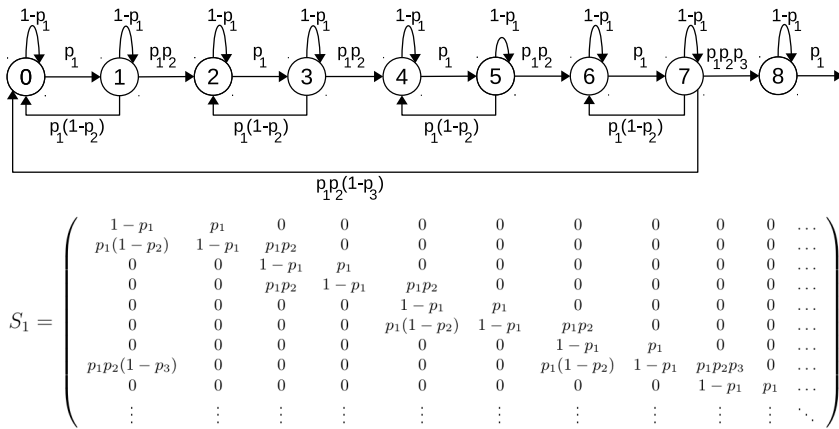 1-p₁ 1-p₁ 1-p₁ 1-p₁ 1-p₁ 1-p₁ 1-p₁ 1-p₁ 1-p₁
p₁ p₁p₂ p₁ p₁p₂ p₁ p₁p₂ p₁ p₁p₂p₃ p₁
0 1 2 3 4 5 6 7 8
p₁(1-p₂) p₁(1-p₂) p₁(1-p₂) p₁(1-p₂)
p₁p₂(1-p₃)
1 − p₁ p₁ 0 0 0 0 0 0 0 0 …
p₁(1 − p₂) 1 − p₁ p₁p₂ 0 0 0 0 0 0 0 …
0 0 1 − p₁ p₁ 0 0 0 0 0 0 …
0 0 p₁p₂ 1 − p₁ p₁p₂ 0 0 0 0 0 …
S₁ = 0 0 0 0 1 − p₁ p₁ 0 0 0 0 …
0 0 0 0 p₁(1 − p₂) 1 − p₁ p₁p₂ 0 0 0 …
0 0 0 0 0 0 1 − p₁ p₁ 0 0 …
p₁p₂(1 − p₃) 0 0 0 0 0 p₁(1 − p₂) 1 − p₁ p₁p₂p₃ 0 …
0 0 0 0 0 0 0 0 1 − p₁ p₁ …
⋮ ⋮ ⋮ ⋮ ⋮ ⋮ ⋮ ⋮ ⋮ ⋮ ⋱